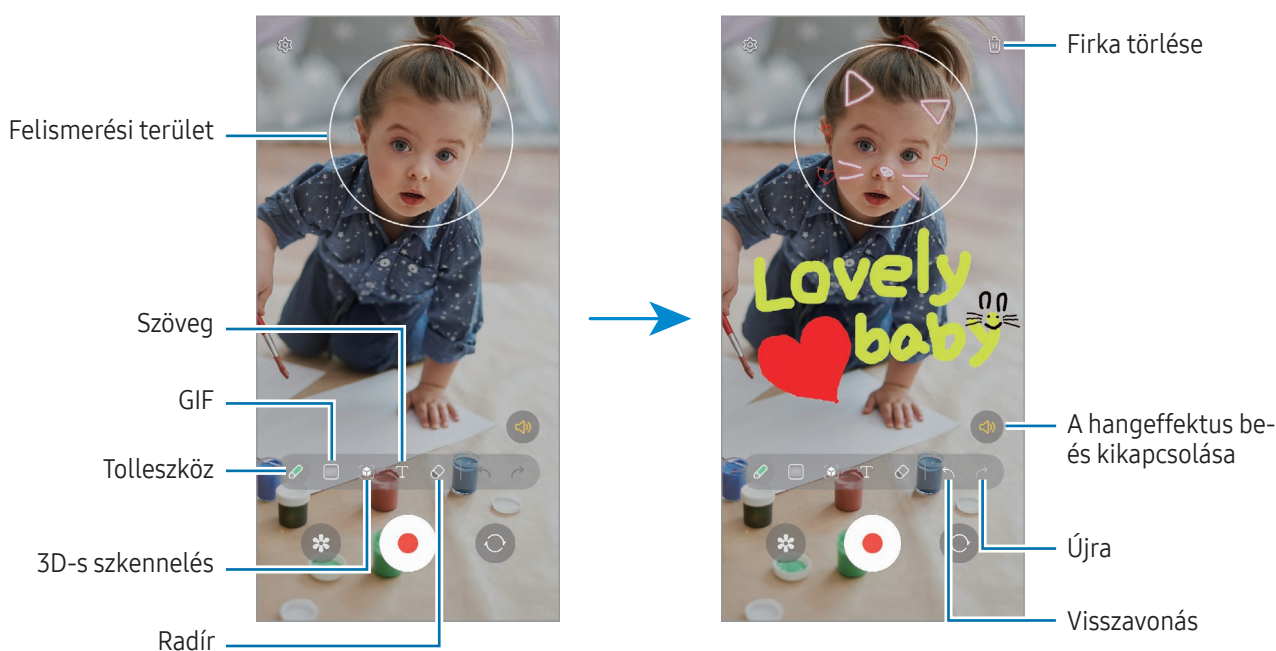 Felismerési terület
Szöveg
GIF
Tolleszköz
3D-s szkennelés
Radír
T
Lovely
baby
T
Firka törlése
A hangeffektus be-
és kikapcsolása
Újra
Visszavonás